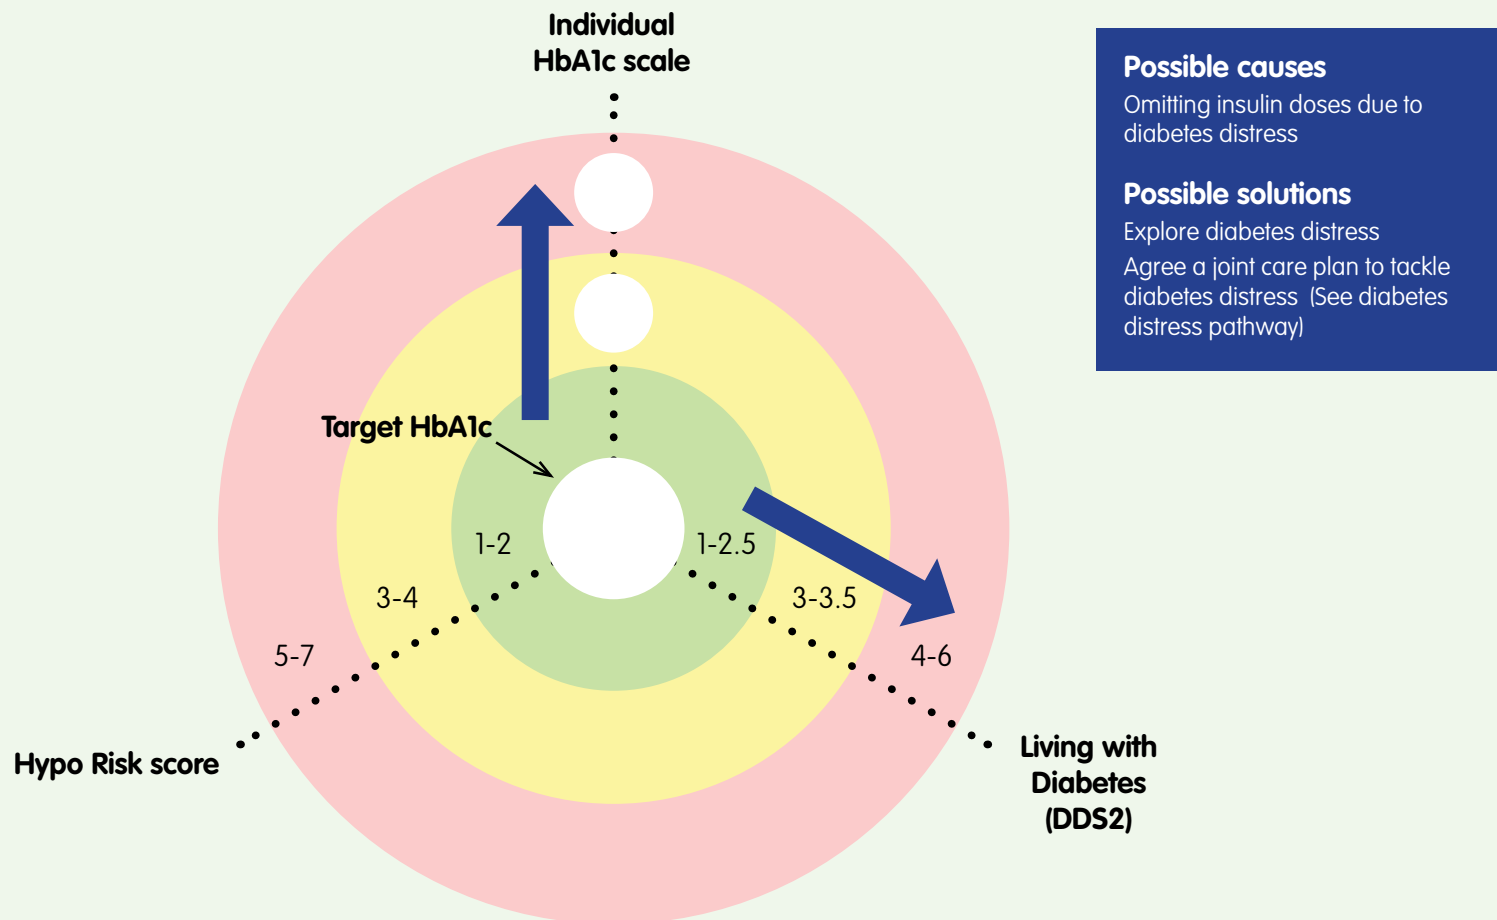 Individual
HbA1c scale
Possible causes
Omitting insulin doses due to
diabetes distress
Possible solutions
Explore diabetes distress
Agree a joint care plan to tackle
diabetes distress (See diabetes
distress pathway)
Target HbA1c
1-2
1-2.5
3-4
3-3.5
5-7
4-6
Hypo Risk score
Living with
Diabetes
(DDS2)